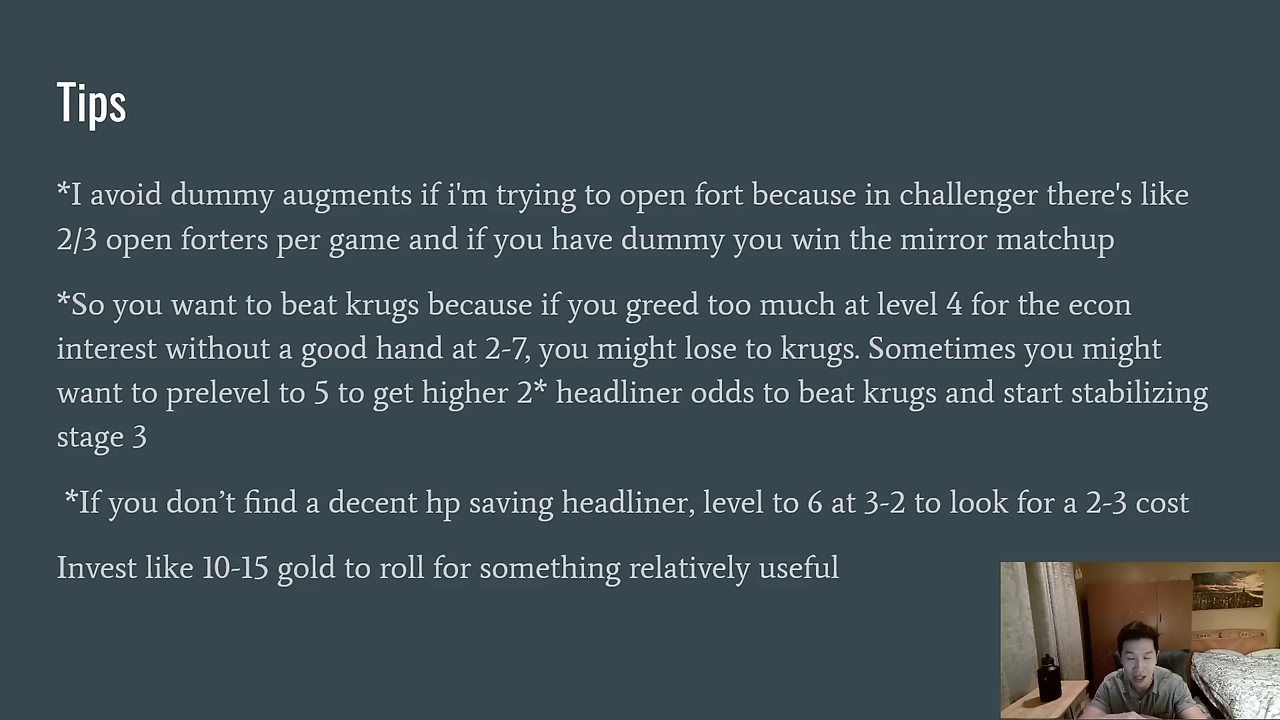 Tips
*I avoid dummy augments if i'm trying to open fort because in challenger there's like
2/3 open forters per game and if you have dummy you win the mirror matchup
*So you want to beat krugs because if you greed too much at level 4 for the econ
interest without a good hand at 2-7, you might lose to krugs. Sometimes you might
want to prelevel to 5 to get higher 2* headliner odds to beat krugs and start stabilizing
stage 3
*If you don’t find a decent hp saving headliner, level to 6 at 3-2 to look for a 2-3 cost
Invest like 10-15 gold to roll for something relatively useful